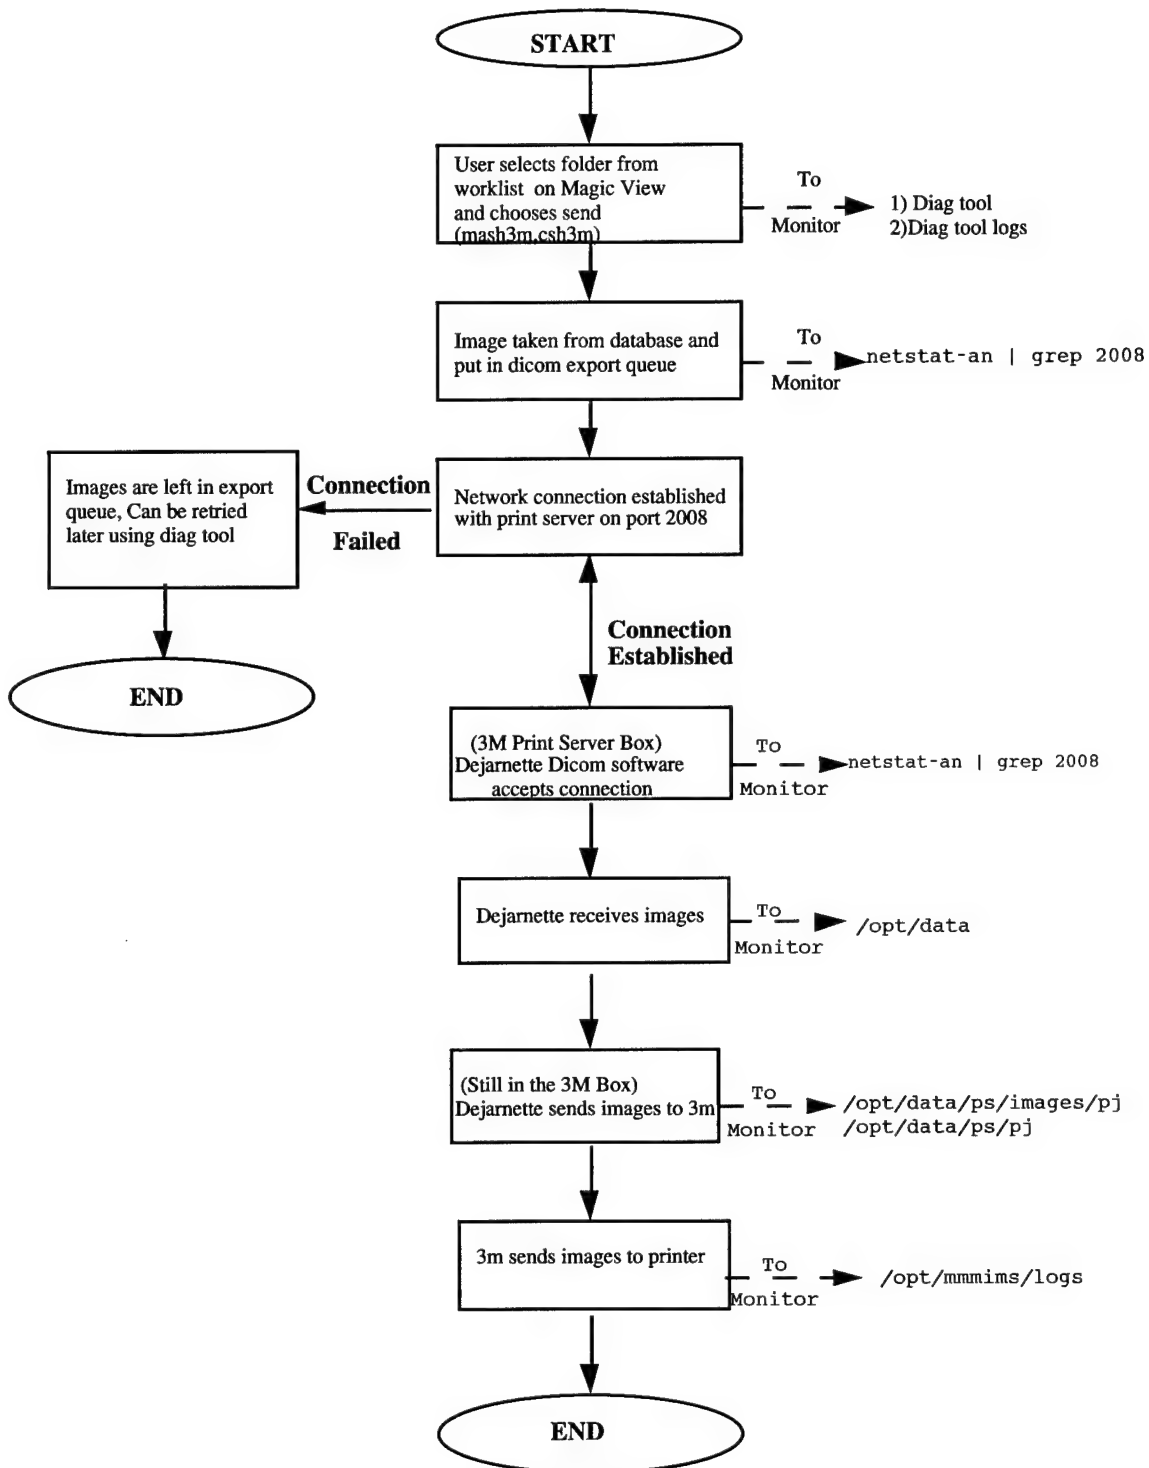 START
User selects folder from
worklist on Magic View
and chooses send
(mash3m,csh3m)
To
Monitor
1) Diag tool
2)Diag tool logs
Image taken from database and
put in dicom export queue
To
Monitor
netstat-an | grep 2008
Network connection established
with print server on port 2008
Connection
Failed
Images are left in export
queue, Can be retried
later using diag tool
END
Connection
Established
(3M Print Server Box)
Dejarnette Dicom software
accepts connection
To
Monitor
netstat-an | grep 2008
Dejarnette receives images
To
Monitor
/opt/data
(Still in the 3M Box)
Dejarnette sends images to 3m
To
Monitor
/opt/data/ps/images/pj
/opt/data/ps/pj
3m sends images to printer
To
Monitor
/opt/mmmims/logs
END